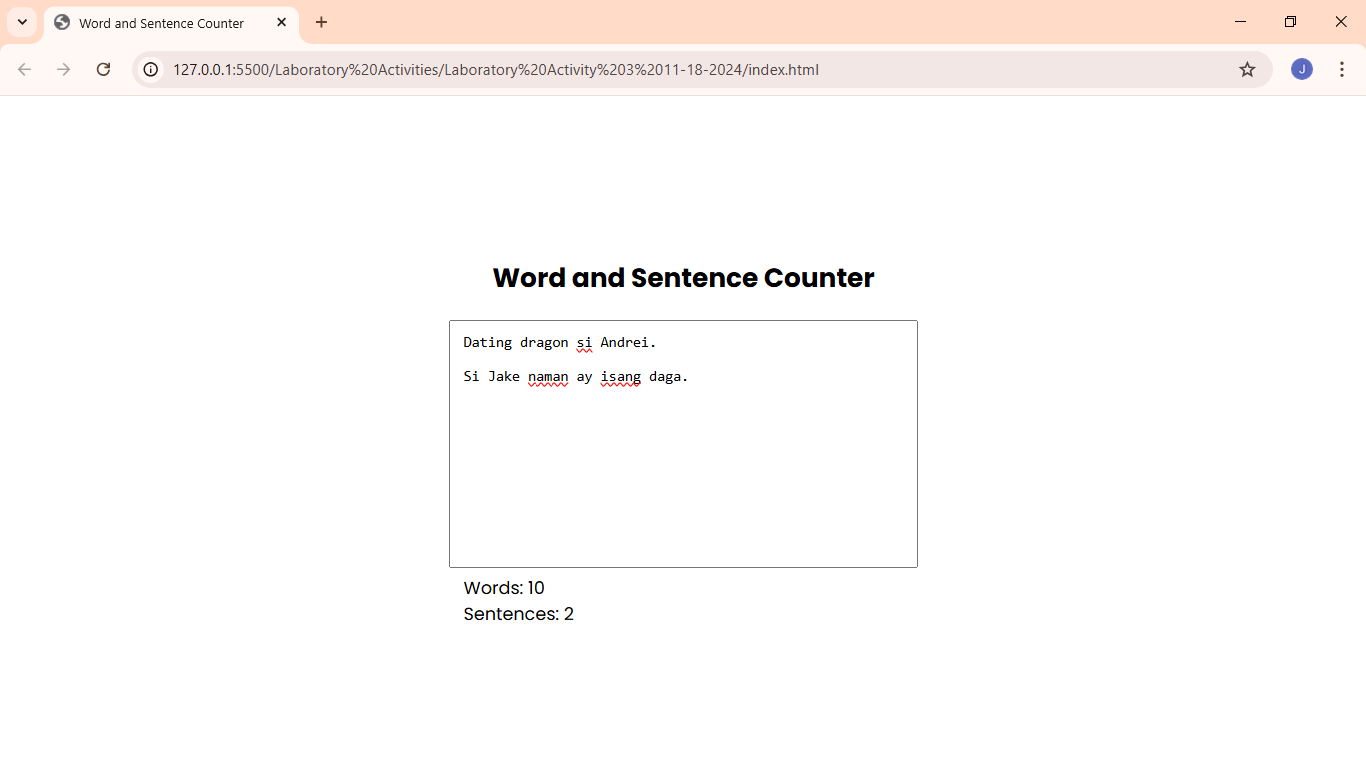 Word and Sentence Counter
127.0.0.1:5500/Laboratory%20Activities/Laboratory%20Activity%203%2011-18-2024/index.html
J
Word and Sentence Counter
Dating dragon si Andrei.
Si Jake naman ay isang daga.
Words: 10
Sentences: 2